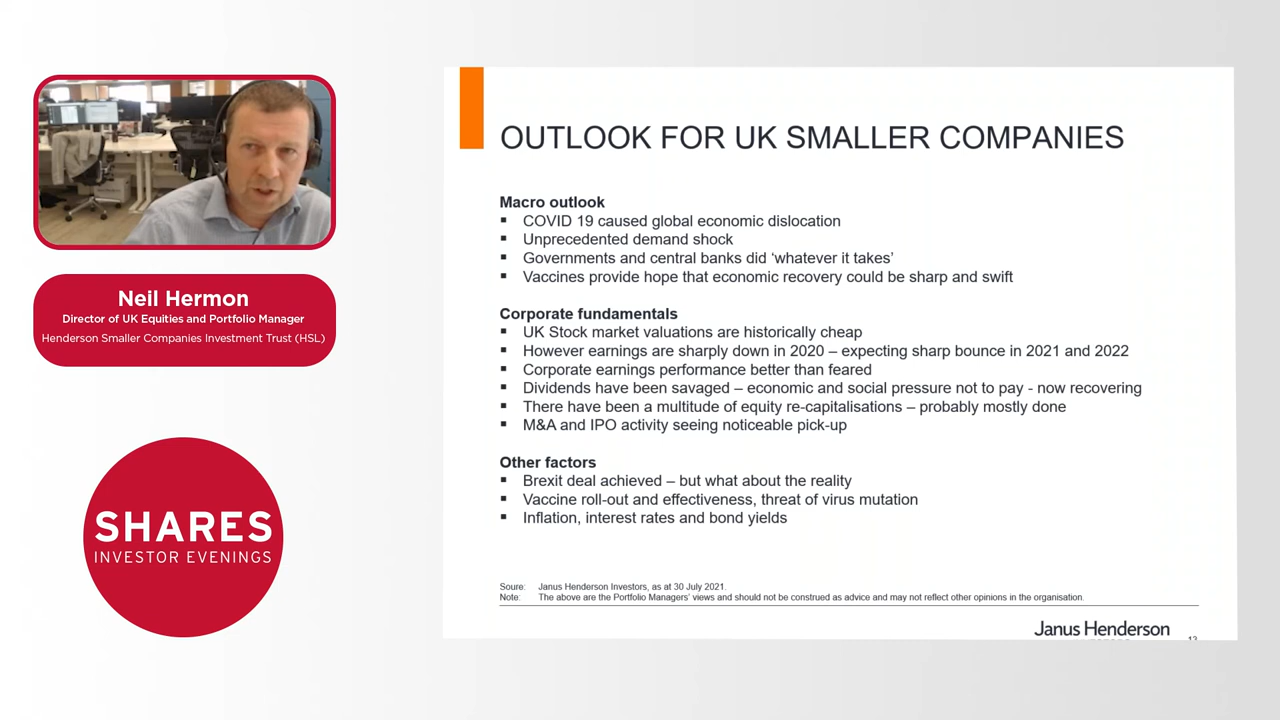 Neil Hermon
Director of UK Equities and Portfolio Manager
Henderson Smaller Companies Investment Trust (HSL)
SHARES
INVESTOR EVENINGS
OUTLOOK FOR UK SMALLER COMPANIES
Macro outlook
▪ COVID 19 caused global economic dislocation
▪ Unprecedented demand shock
▪ Governments and central banks did ‘whatever it takes’
▪ Vaccines provide hope that economic recovery could be sharp and swift
Corporate fundamentals
▪ UK Stock market valuations are historically cheap
▪ However earnings are sharply down in 2020 – expecting sharp bounce in 2021 and 2022
▪ Corporate earnings performance better than feared
▪ Dividends have been savaged – economic and social pressure not to pay - now recovering
▪ There have been a multitude of equity re-capitalisations – probably mostly done
▪ M&A and IPO activity seeing noticeable pick-up
Other factors
▪ Brexit deal achieved – but what about the reality
▪ Vaccine roll-out and effectiveness, threat of virus mutation
▪ Inflation, interest rates and bond yields
Soure: Janus Henderson Investors, as at 30 July 2021.
Note: The above are the Portfolio Managers’ views and should not be construed as advice and may not reflect other opinions in the organisation.
Janus Henderson